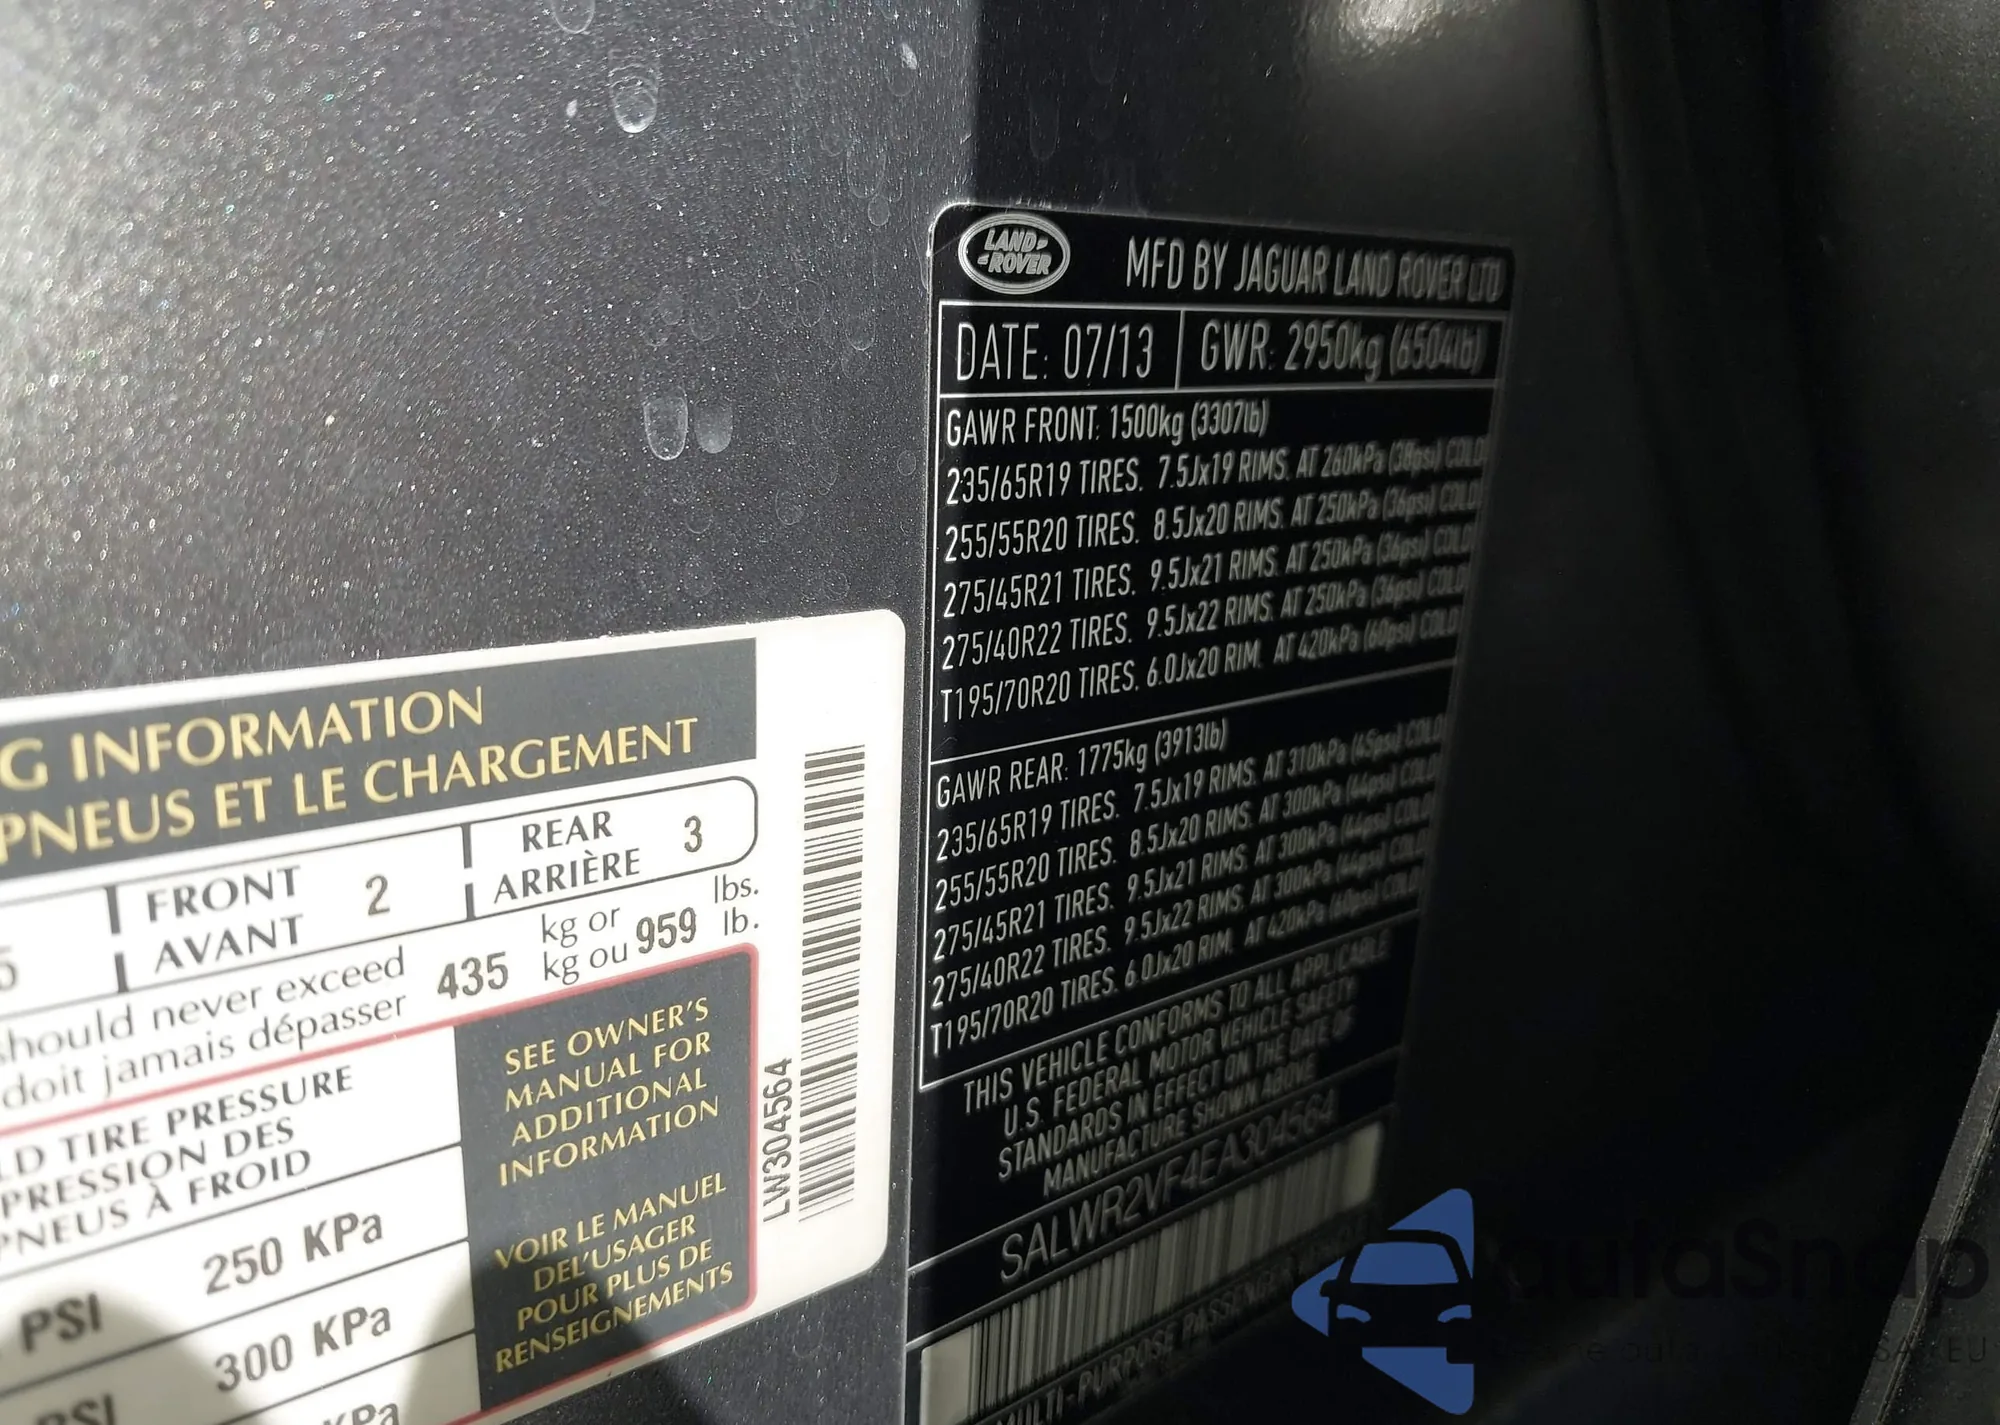 G INFORMATION
PNEUS ET LE CHARGEMENT
FRONT
AVANT
2
REAR
ARRIÈRE
3
should never exceed
doit jamais dépasser
435
kg or
kg ou
959
lbs.
lb.
LD TIRE PRESSURE
PRESSION DES
PNEUS À FROID
250 KPa
PSI
300 KPa
PSI
KPa
SEE OWNER'S
MANUAL FOR
ADDITIONAL
INFORMATION
VOIR LE MANUEL
DEL'USAGER
POUR PLUS DE
RENSEIGNEMENTS
LW304564
LAND
ROVER
MFD BY JAGUAR LAND ROVER LTD
DATE: 07/13
GWR: 2950kg (6504lb)
GAWR FRONT: 1500kg (3307lb)
235/65R19 TIRES. 7.5Jx19 RIMS. AT 260kPa (38psi) COLD
255/55R20 TIRES. 8.5Jx20 RIMS. AT 250kPa (36psi) COLD
275/45R21 TIRES. 9.5Jx21 RIMS. AT 250kPa (36psi) COLD
275/40R22 TIRES. 9.5Jx22 RIMS. AT 250kPa (36psi) COLD
T195/70R20 TIRES. 6.0Jx20 RIM. AT 420kPa (60psi) COLD
GAWR REAR: 1775kg (3913lb)
235/65R19 TIRES. 7.5Jx19 RIMS. AT 310kPa (45psi) COLD
255/55R20 TIRES. 8.5Jx20 RIMS. AT 300kPa (44psi) COLD
275/45R21 TIRES. 9.5Jx21 RIMS. AT 300kPa (44psi) COLD
275/40R22 TIRES. 9.5Jx22 RIMS. AT 300kPa (44psi) COLD
T195/70R20 TIRES. 6.0Jx20 RIM. AT 420kPa (60psi) COLD
THIS VEHICLE CONFORMS TO ALL APPLICABLE
U.S. FEDERAL MOTOR VEHICLE SAFETY
STANDARDS IN EFFECT ON THE DATE OF
MANUFACTURE SHOWN ABOVE
SALWR2VF4EA304564
MULTI-PURPOSE PASSENGER
autaSnap